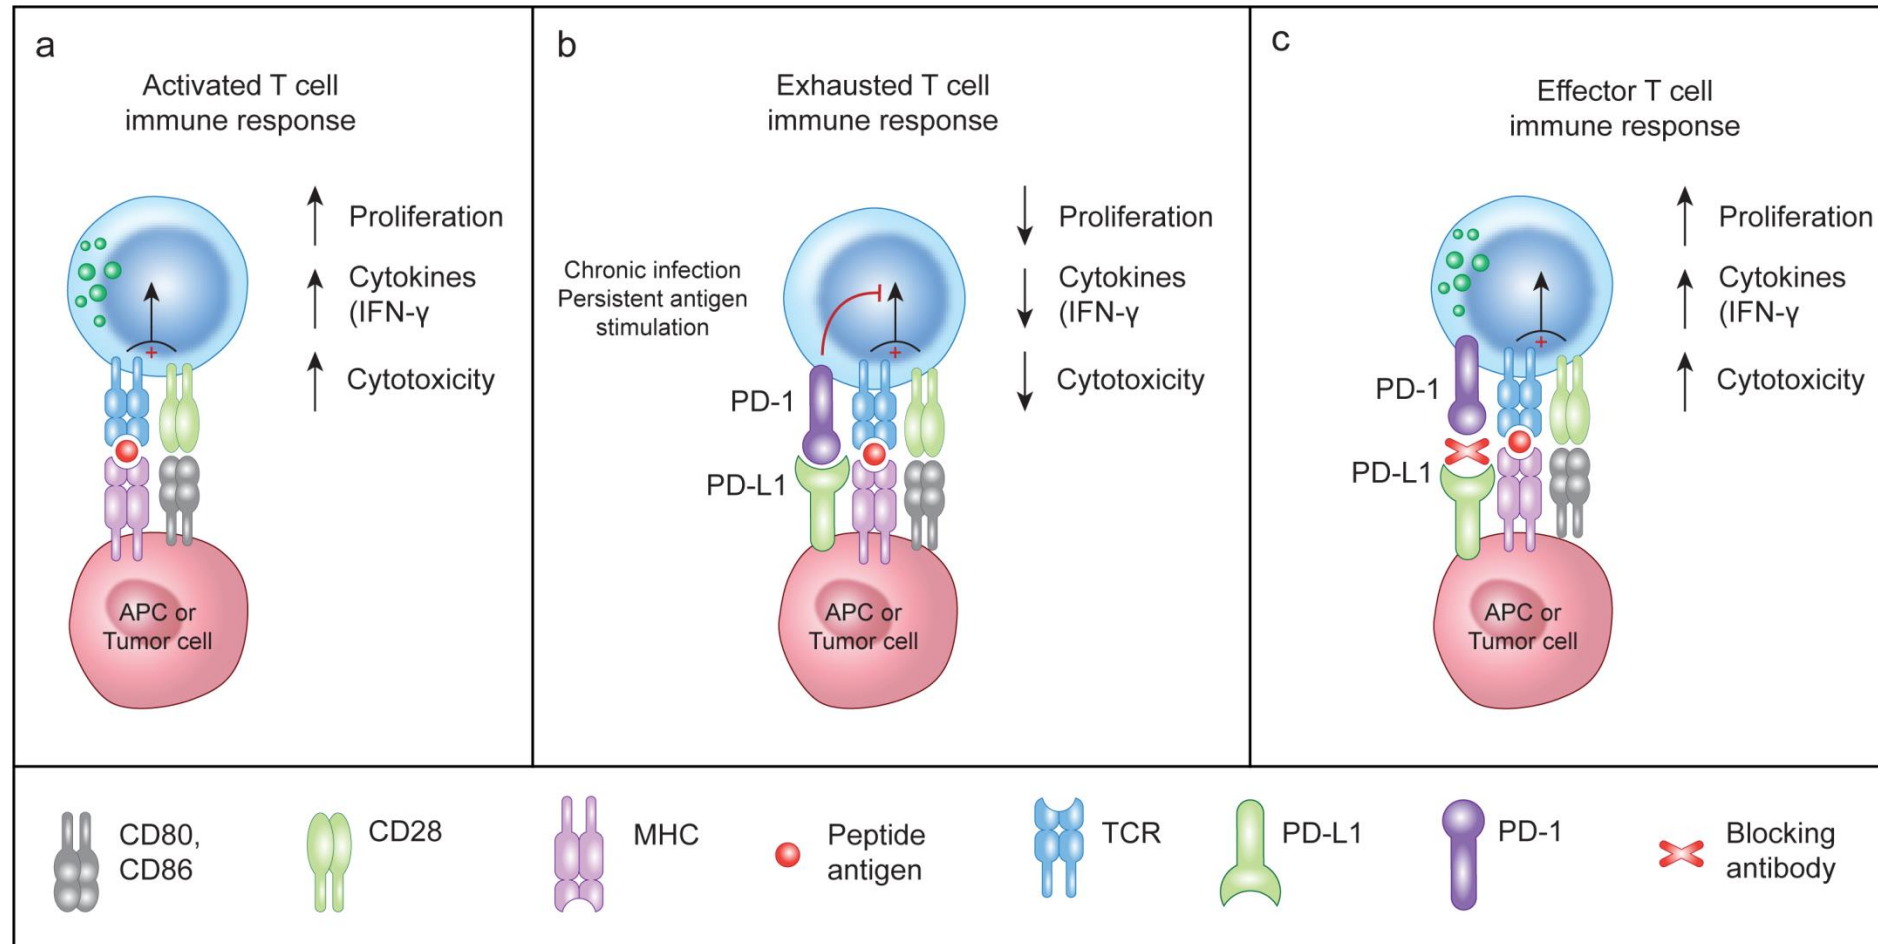 a
Activated T cell
immune response
Proliferation
Cytokines
(IFN-γ
Cytotoxicity
+
APC or
Tumor cell
b
Exhausted T cell
immune response
Chronic infection
Persistent antigen
stimulation
Proliferation
Cytokines
(IFN-γ
Cytotoxicity
+
PD-1
PD-L1
APC or
Tumor cell
c
Effector T cell
immune response
Proliferation
Cytokines
(IFN-γ
Cytotoxicity
+
PD-1
PD-L1
APC or
Tumor cell
CD80,
CD86
CD28
MHC
Peptide
antigen
TCR
PD-L1
PD-1
Blocking
antibody